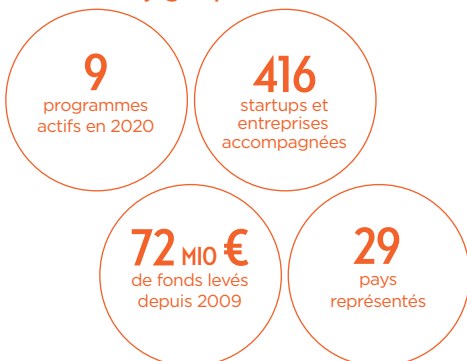 9
programmes
actifs en 2020
416
startups et
entreprises
accompagnées
72 MIO €
de fonds levés
depuis 2009
29
pays
représentés